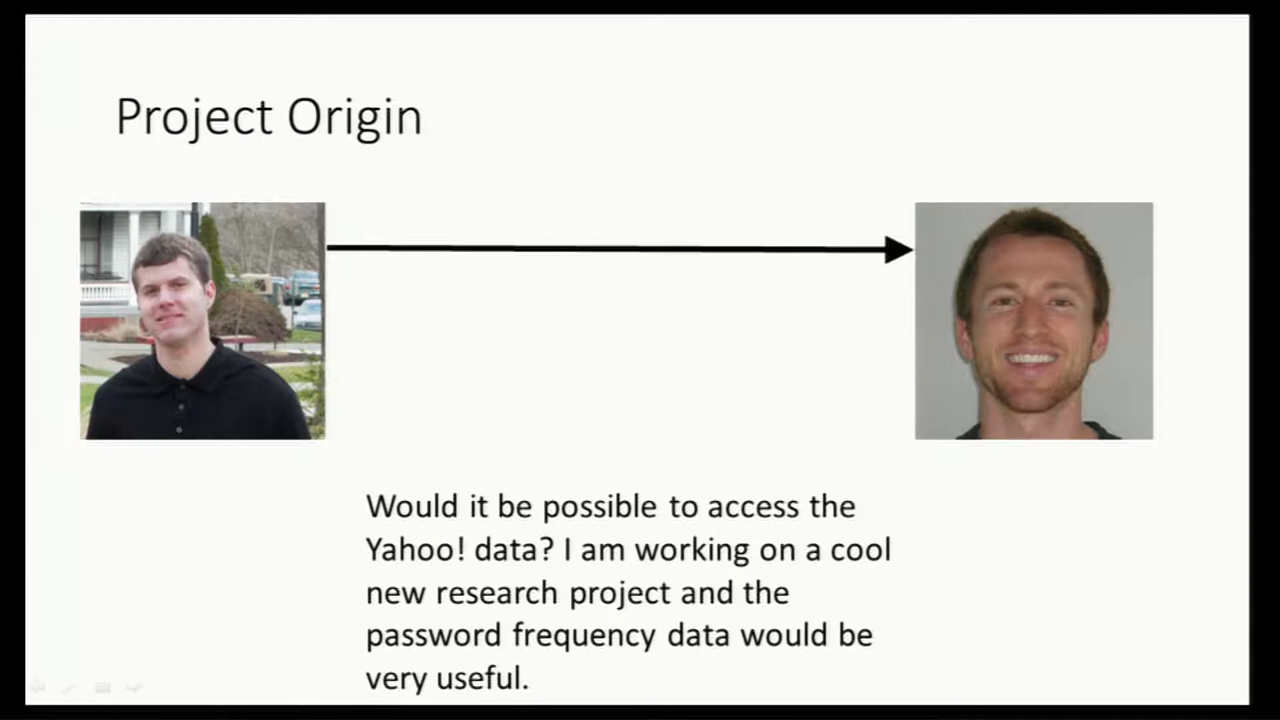 Project Origin
Would it be possible to access the
Yahoo! data? I am working on a cool
new research project and the
password frequency data would be
very useful.